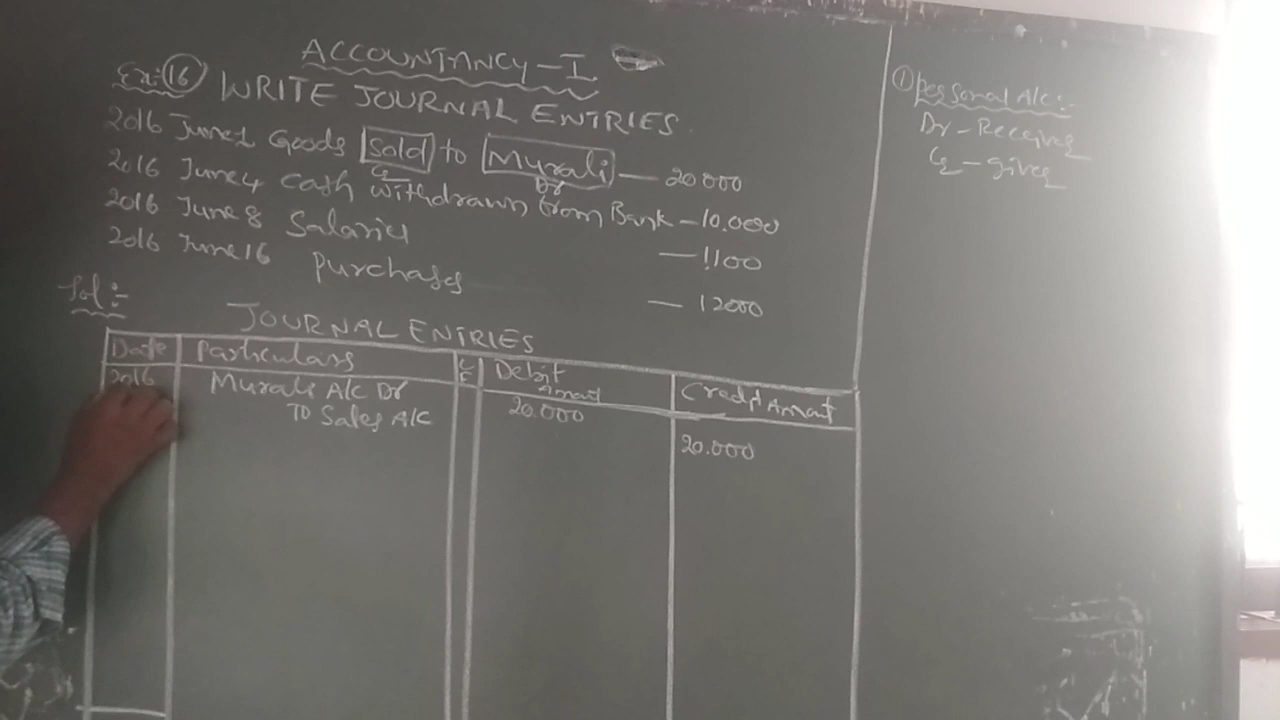 ACCOUNTANCY - I
Ex:- 16 WRITE JOURNAL ENTRIES.
2016 June 1 Goods Sold to Murali — 20000
Cr Dr
2016 June 4 Cash withdrawn from Bank - 10,000
2016 June 8 Salaries — 1100
2016 June 16 purchases — 12000
Sol:-
JOURNAL ENTRIES
Date Particulars LF Debit Amount Credit Amount
2016 Murali A/c Dr 20.000
To Sales A/c 20.000
① Personal A/c:-
Dr - Receiver
Cr - giver